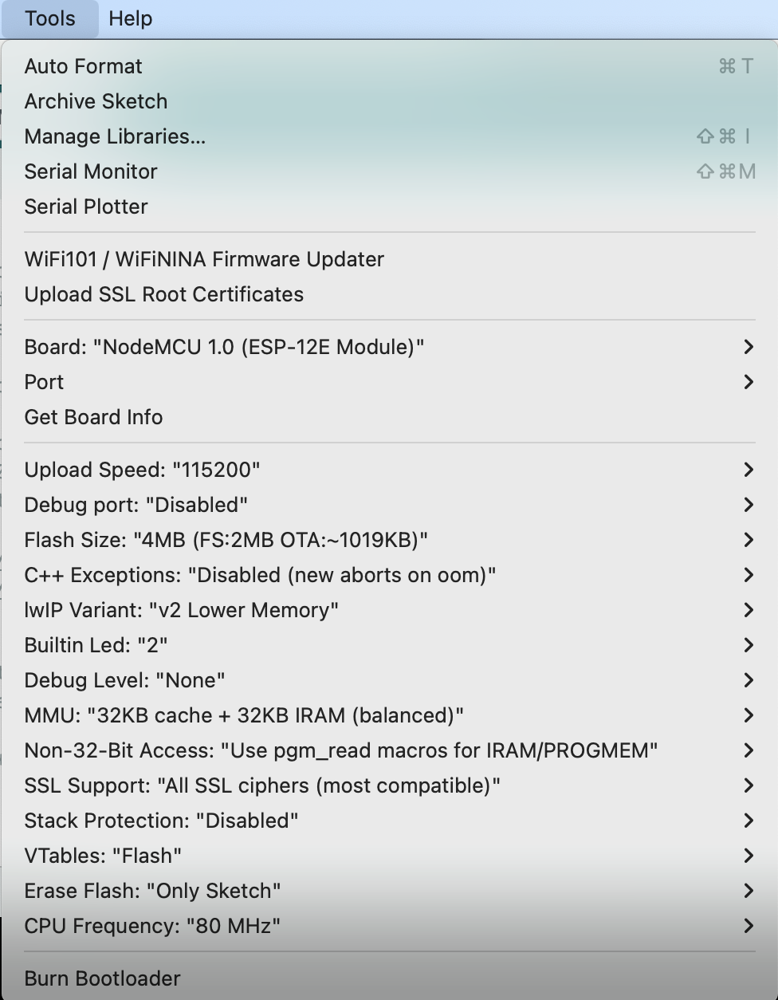 Tools Help
Auto Format ⌘ T
Archive Sketch
Manage Libraries... ⇧ ⌘ I
Serial Monitor ⇧ ⌘ M
Serial Plotter
WiFi101 / WiFiNINA Firmware Updater
Upload SSL Root Certificates
Board: "NodeMCU 1.0 (ESP-12E Module)"
Port
Get Board Info
Upload Speed: "115200"
Debug port: "Disabled"
Flash Size: "4MB (FS:2MB OTA:~1019KB)"
C++ Exceptions: "Disabled (new aborts on oom)"
lwIP Variant: "v2 Lower Memory"
Builtin Led: "2"
Debug Level: "None"
MMU: "32KB cache + 32KB IRAM (balanced)"
Non-32-Bit Access: "Use pgm_read macros for IRAM/PROGMEM"
SSL Support: "All SSL ciphers (most compatible)"
Stack Protection: "Disabled"
VTables: "Flash"
Erase Flash: "Only Sketch"
CPU Frequency: "80 MHz"
Burn Bootloader